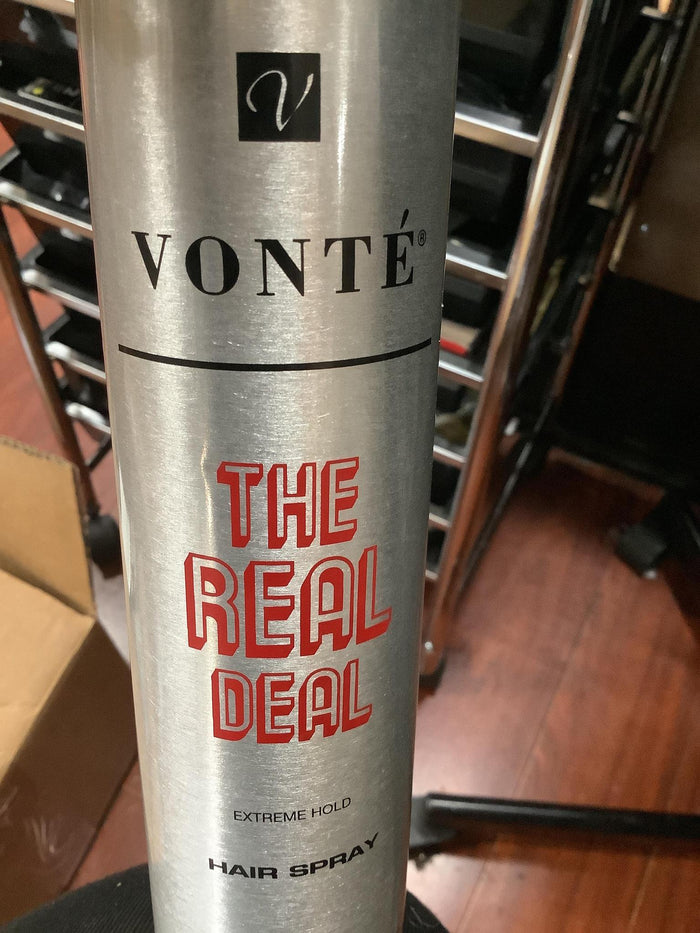 V
VONTÉ®
THE
REAL
DEAL
EXTREME HOLD
HAIR SPRAY